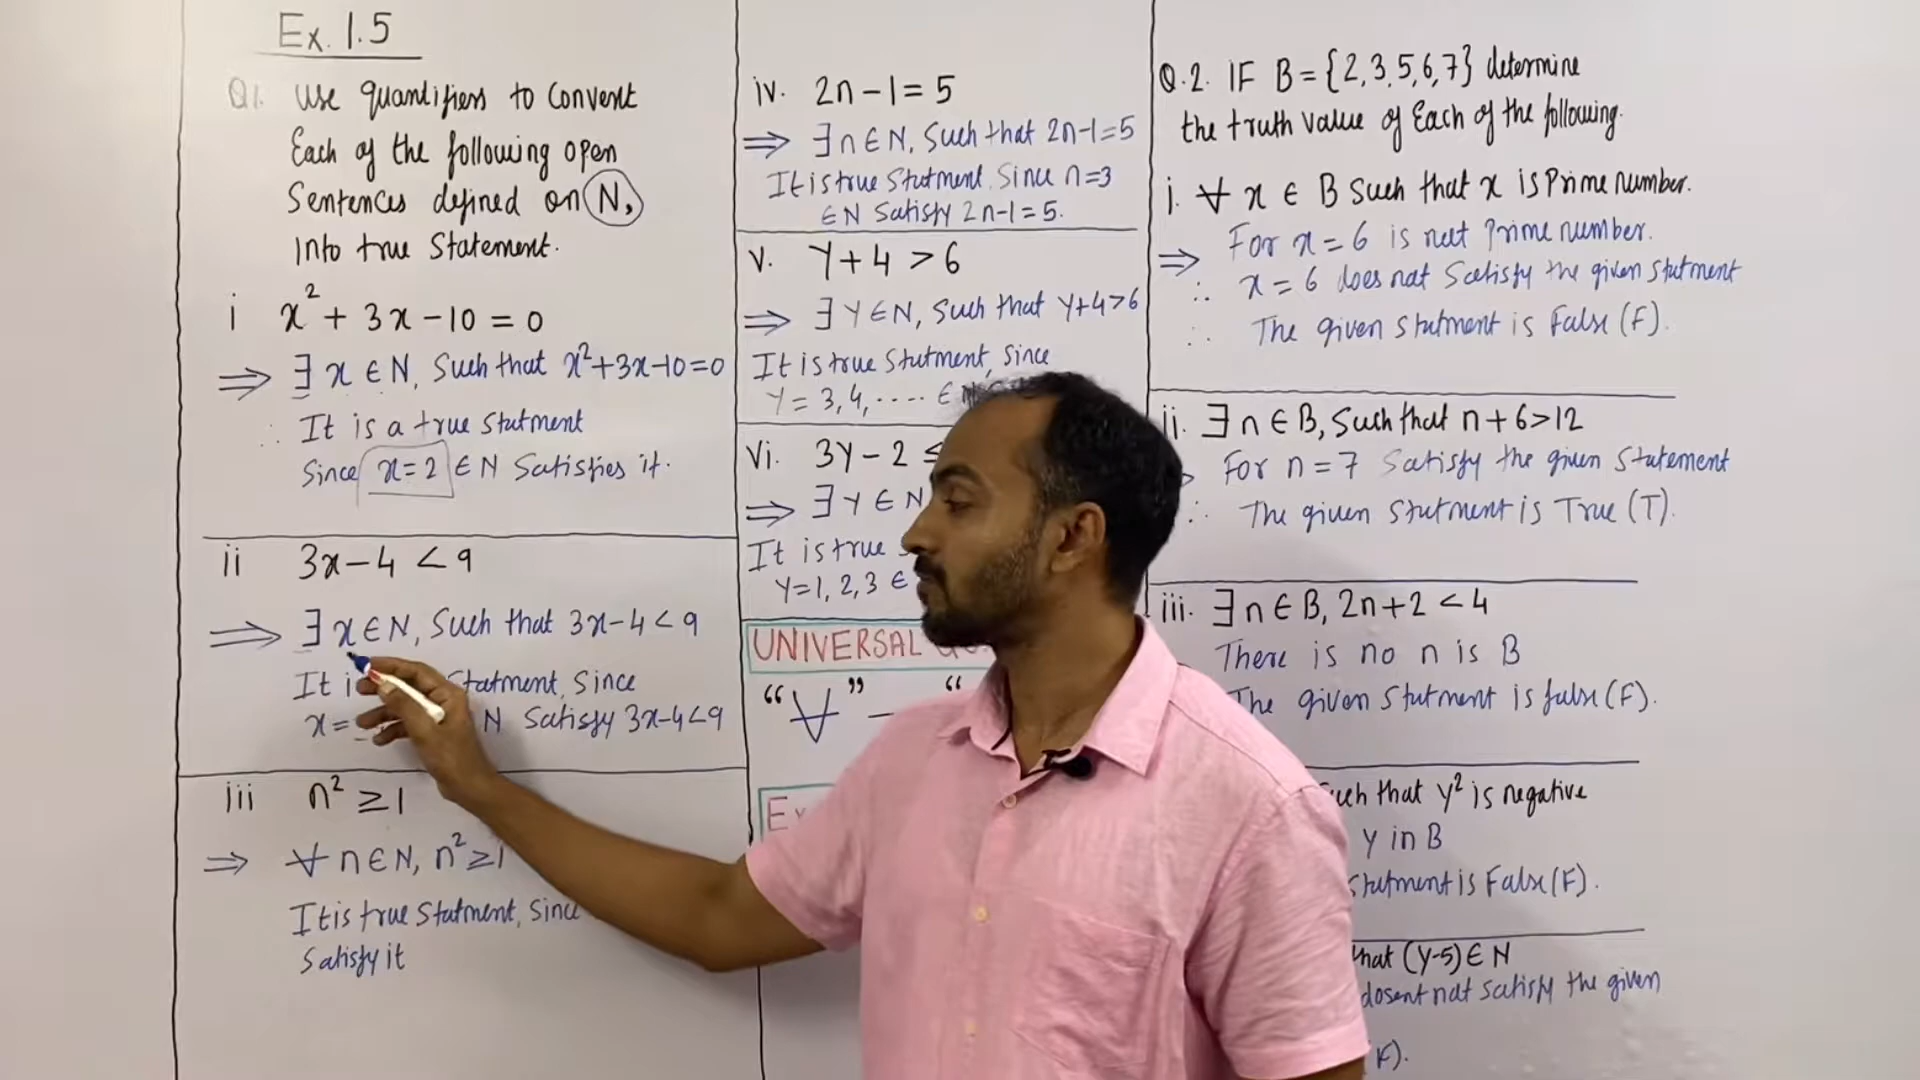 Ex. 1.5
Q1. Use quantifiers to Convert
Each of the following open
Sentences defined on N,
Into true Statement.
i x² + 3x - 10 = 0
⇒ ∃ x ∈ N, Such that x²+3x-10=0
∴ It is a true Statment
Since x=2 ∈ N Satisfies it.
ii 3x - 4 < 9
⇒ ∃ x ∈ N, Such that 3x-4<9
It Statment, Since
x= N Satisfy 3x-4<9
iii n² ≥ 1
⇒ ∀ n ∈ N, n² ≥ 1
It is true Statment, Since
Satisfy it
iv. 2n - 1 = 5
⇒ ∃ n ∈ N, Such that 2n-1=5
It is true Statment. Since n=3
∈ N Satisfy 2n-1=5.
v. Y + 4 > 6
⇒ ∃ Y ∈ N, Such that Y+4>6
It is true Statment, Since
Y = 3, 4, .... ∈ N
vi. 3Y - 2 ≤
⇒ ∃ Y ∈ N
It is true
Y=1, 2, 3 ∈
UNIVERSAL
"∀" — "
Q.2. IF B = {2, 3, 5, 6, 7} determine
the truth value of Each of the following.
i. ∀ x ∈ B Such that x is Prime number.
⇒ For x = 6 is not Prime number.
∴ x = 6 does not Satisfy the given Statment
∴ The given Statment is False (F).
ii. ∃ n ∈ B, Such that n + 6 > 12
For n = 7 Satisfy the given Statement
∴ The given Statment is True (T).
iii. ∃ n ∈ B, 2n + 2 < 4
There is no n is B
The given Statment is false (F).
Such that y² is negative
y in B
Statment is False (F).
that (Y-5) ∈ N
dosent not Satisfy the given
F).